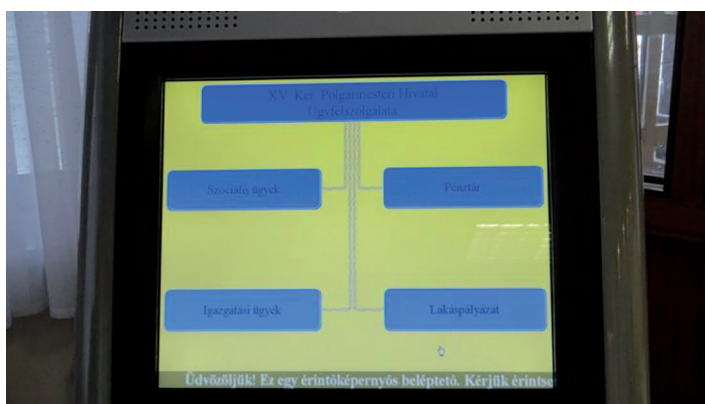 XV. Ker. Polgármesteri Hivatal
Ügyfélszolgálata
Szociális ügyek
Pénztár
Igazgatási ügyek
Lakáspályázat
Üdvözöljük! Ez egy érintőképernyős beléptető. Kérjük érintse